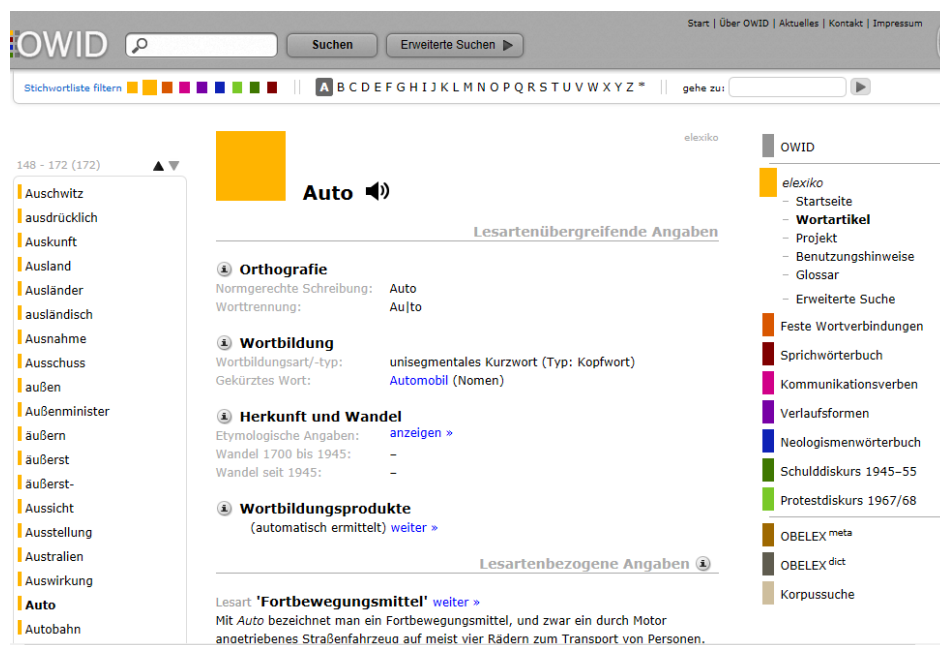 Start | Über OWID | Aktuelles | Kontakt | Impressum
OWID
Suchen
Erweiterte Suchen
Stichwortliste filtern
A B C D E F G H I J K L M N O P Q R S T U V W X Y Z *
gehe zu:
148 - 172 (172)
Auschwitz
ausdrücklich
Auskunft
Ausland
Ausländer
ausländisch
Ausnahme
Ausschuss
außen
Außenminister
äußern
äußerst
äußerst-
Aussicht
Ausstellung
Australien
Auswirkung
Auto
Autobahn
elexiko
Auto
Lesartenübergreifende Angaben
Orthografie
Normgerechte Schreibung: Auto
Worttrennung: Au|to
Wortbildung
Wortbildungsart/-typ: unisegmentales Kurzwort (Typ: Kopfwort)
Gekürztes Wort: Automobil (Nomen)
Herkunft und Wandel
Etymologische Angaben: anzeigen »
Wandel 1700 bis 1945: –
Wandel seit 1945: –
Wortbildungsprodukte
(automatisch ermittelt) weiter »
Lesartenbezogene Angaben
Lesart 'Fortbewegungsmittel' weiter »
Mit Auto bezeichnet man ein Fortbewegungsmittel, und zwar ein durch Motor
angetriebenes Straßenfahrzeug auf meist vier Rädern zum Transport von Personen.
OWID
elexiko
– Startseite
– Wortartikel
– Projekt
– Benutzungshinweise
– Glossar
– Erweiterte Suche
Feste Wortverbindungen
Sprichwörterbuch
Kommunikationsverben
Verlaufsformen
Neologismenwörterbuch
Schulddiskurs 1945–55
Protestdiskurs 1967/68
OBELEX meta
OBELEX dict
Korpussuche